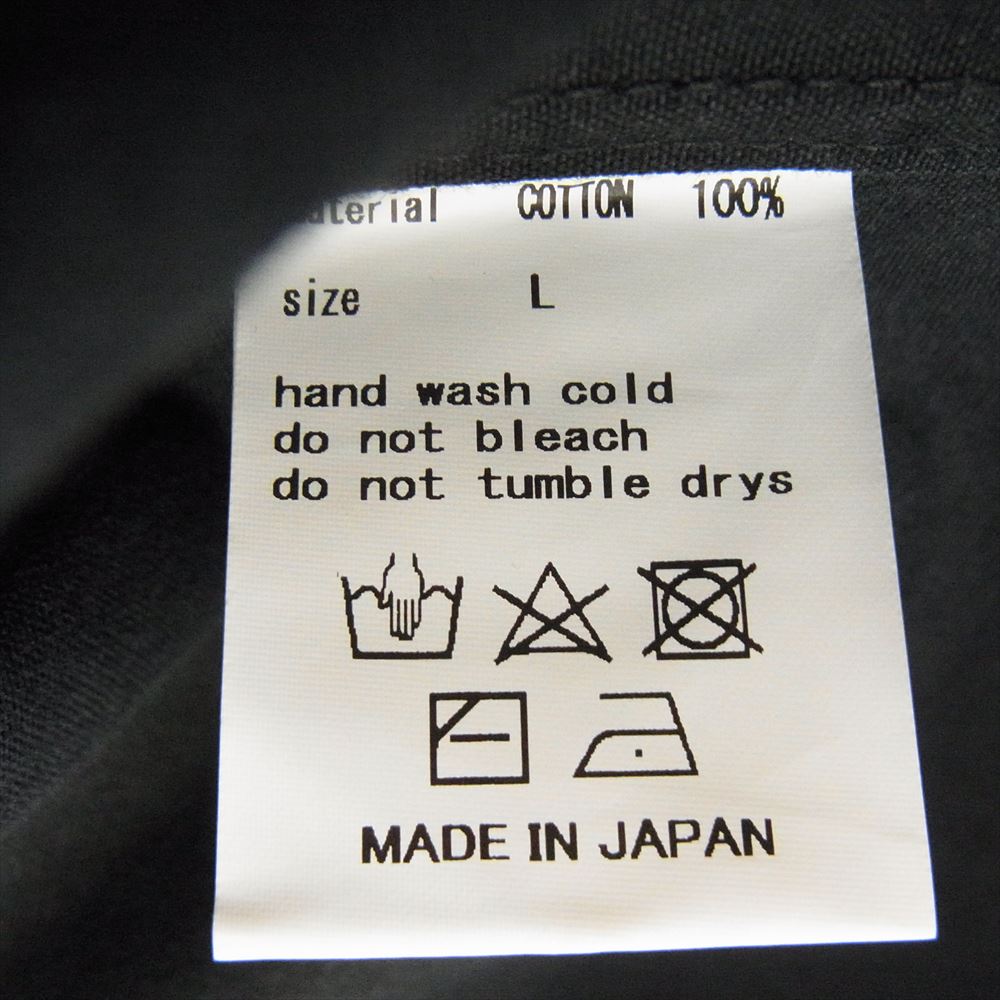 COTTON 100%
size L
hand wash cold
do not bleach
do not tumble drys
MADE IN JAPAN